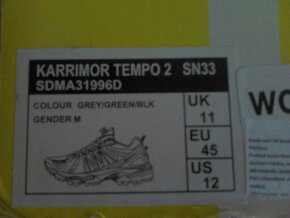 KARRIMOR TEMPO 2 SN33
SDMA31996D
COLOUR GREY/GREEN/BLK
GENDER M
UK
11
EU
45
US
12
WO